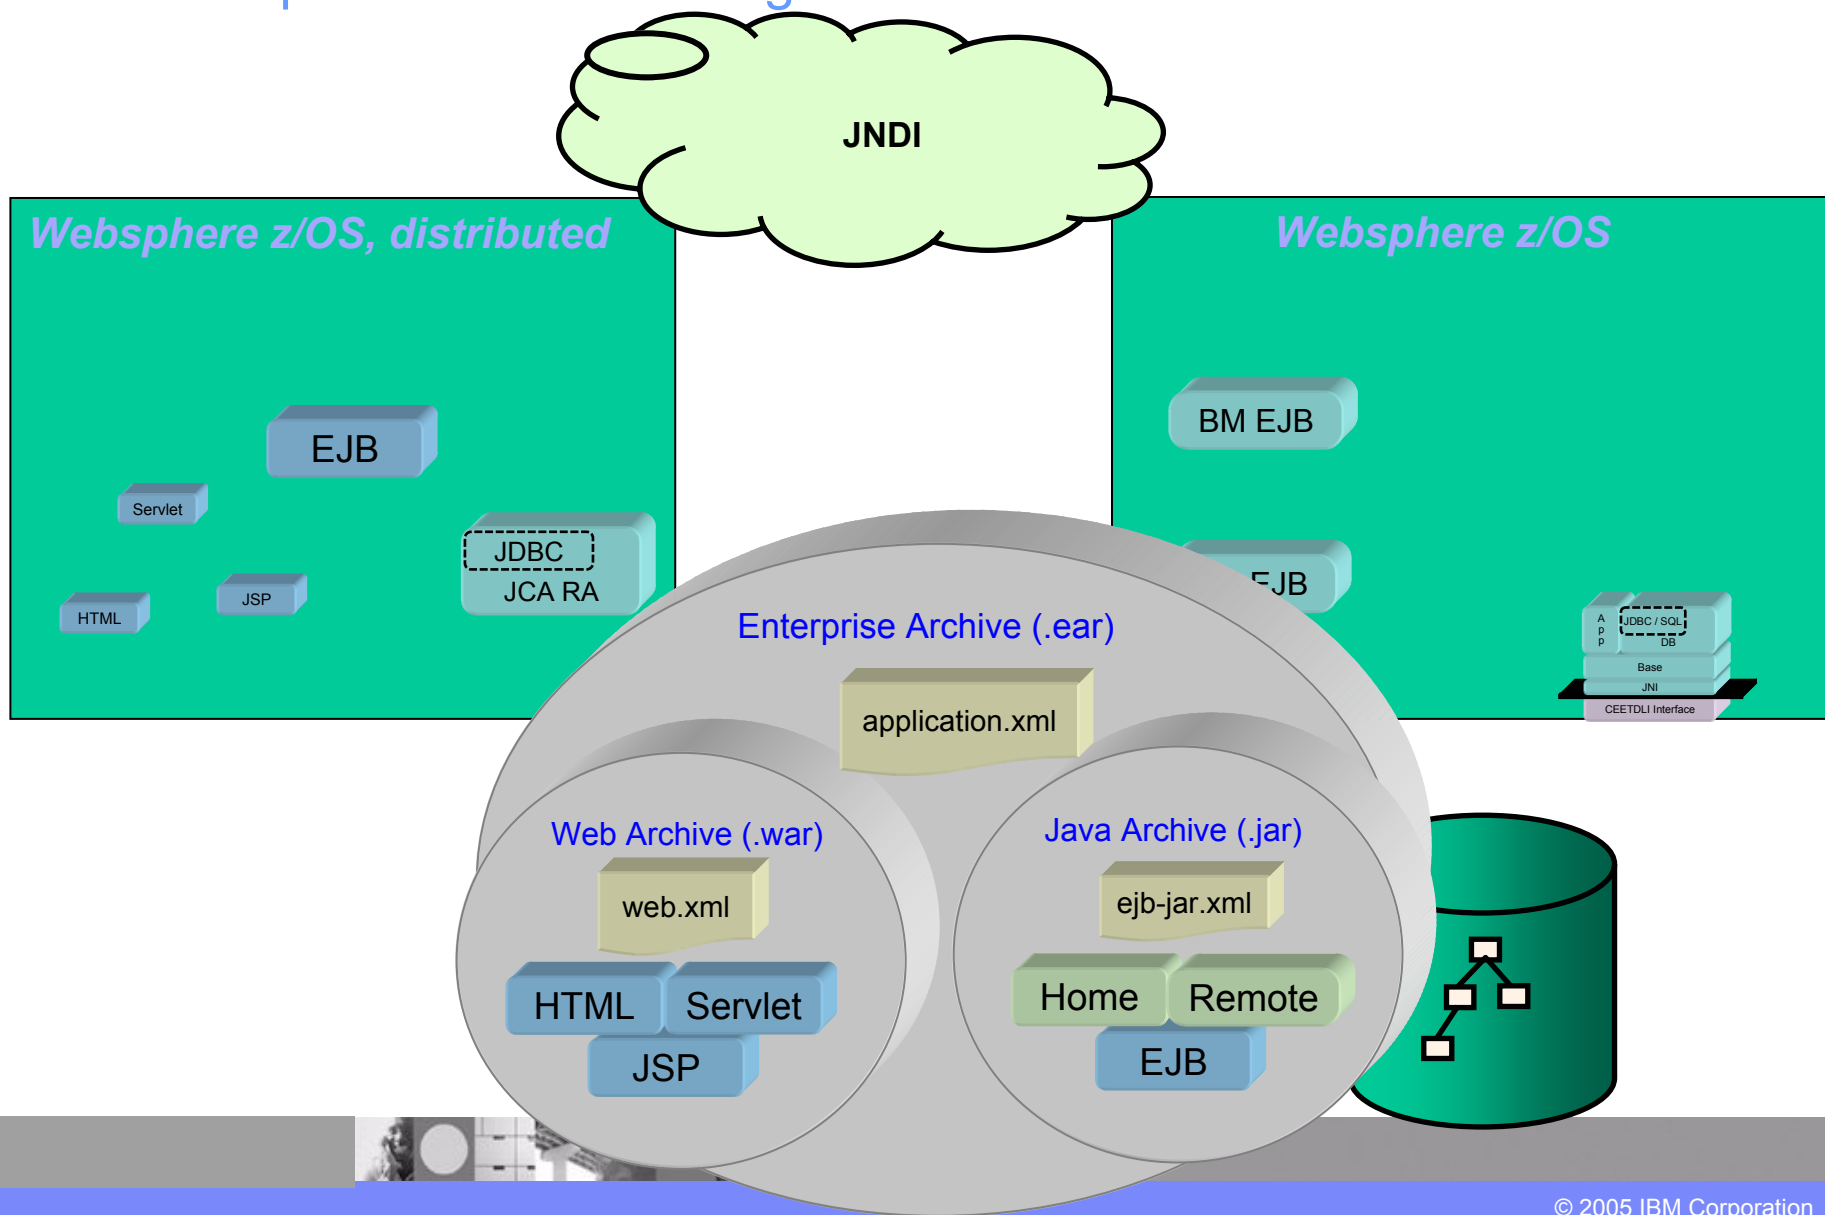 JNDI
Websphere z/OS, distributed
Websphere z/OS
EJB
Servlet
JSP
HTML
JDBC
JCA RA
BM EJB
EJB
App
JDBC / SQL
DB
Base
JNI
CEETDLI Interface
Enterprise Archive (.ear)
application.xml
Web Archive (.war)
web.xml
HTML
Servlet
JSP
Java Archive (.jar)
ejb-jar.xml
Home
Remote
EJB
© 2005 IBM Corporation